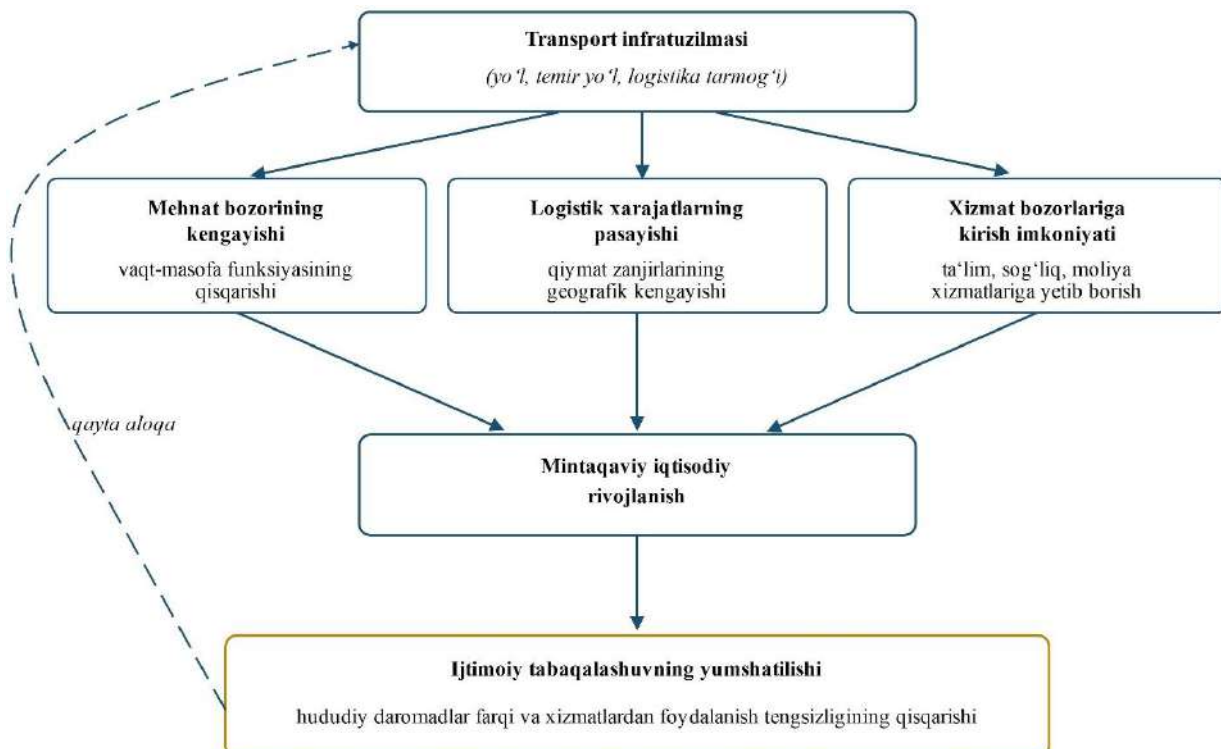 Transport infratuzilmasi
(yo‘l, temir yo‘l, logistika tarmog‘i)
Mehnat bozorining
kengayishi
vaqt-masofa funksiyasining
qisqarishi
Logistik xarajatlarning
pasayishi
qiymat zanjirlarining
geografik kengayishi
Xizmat bozorlariga
kirish imkoniyati
ta‘lim, sog‘liq, moliya
xizmatlariga yetib borish
qayta aloqa
Mintaqaviy iqtisodiy
rivojlanish
Ijtimoiy tabaqalashuvning yumshatilishi
hududiy daromadlar farqi va xizmatlardan foydalanish tengsizligining qisqarishi